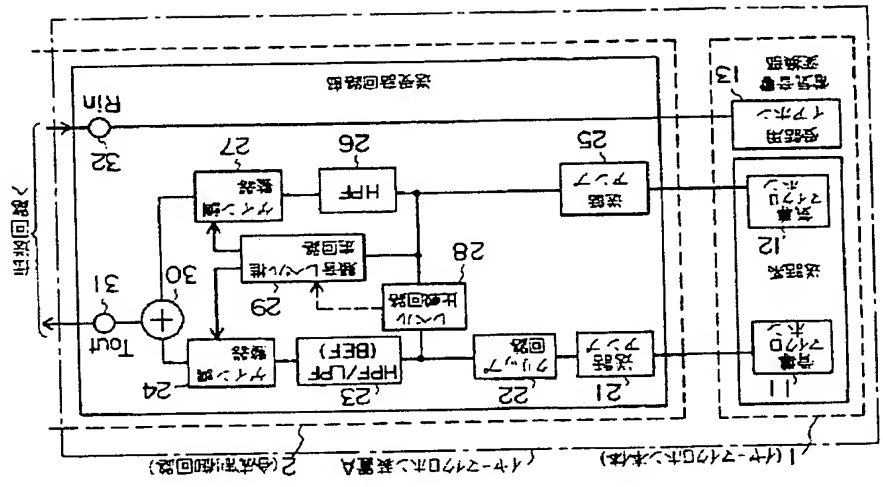 1(イヤーマイクロホン本体)
イヤーマイクロホン装置A
2(合成制御回路)
11
骨導
マイクロ
ホン
21
送話
アンプ
22
クリップ
回路
23
HPF/LPF
(BEF)
24
ゲイン調
整器
Tout
28
レベル
比較回路
29
騒音レベル推
定回路
30
+
31
送話系
12
気導
マイクロ
ホン
25
送話
アンプ
26
HPF
27
ゲイン調
整器
32
Rin
受話用
イヤホン
13
電気音響
変換部
送受話回路部